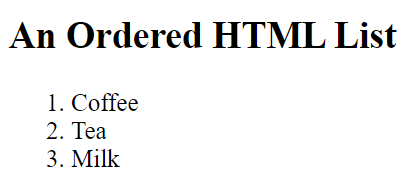 An Ordered HTML List
1. Coffee
2. Tea
3. Milk